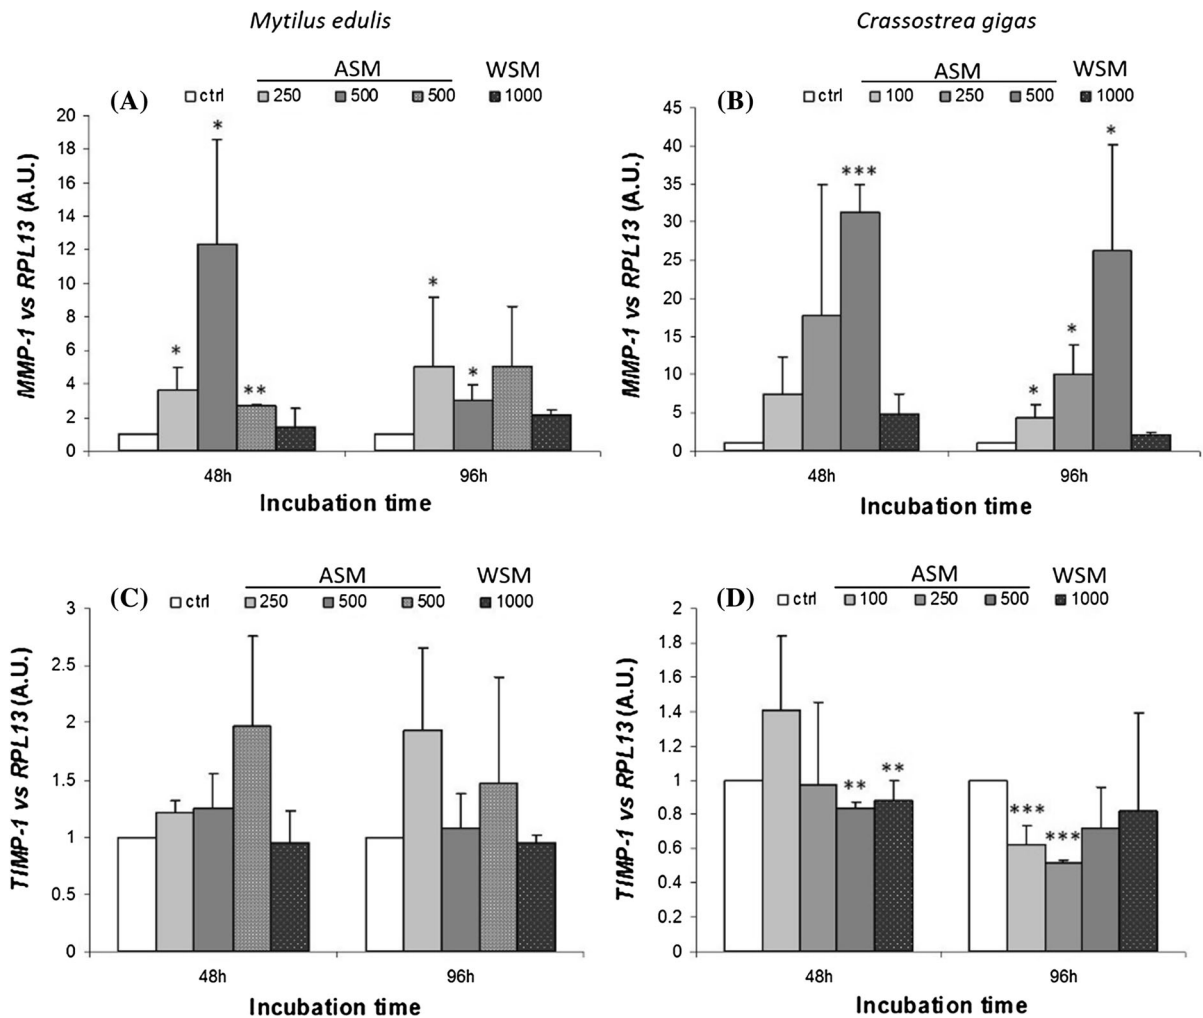 Mytilus edulis
Crassostrea gigas
(A)
ASM WSM
ctrl 250 500 500 1000
MMP-1 vs RPL13 (A.U.)
20
18
16
14
12
10
8
6
4
2
0
* * ** * *
48h 96h
Incubation time
(B)
ASM WSM
ctrl 100 250 500 1000
MMP-1 vs RPL13 (A.U.)
45
40
35
30
25
20
15
10
5
0
*** * * *
48h 96h
Incubation time
(C)
ASM WSM
ctrl 250 500 500 1000
TIMP-1 vs RPL13 (A.U.)
3
2.5
2
1.5
1
0.5
0
48h 96h
Incubation time
(D)
ASM WSM
ctrl 100 250 500 1000
TIMP-1 vs RPL13 (A.U.)
2
1.8
1.6
1.4
1.2
1
0.8
0.6
0.4
0.2
0
** ** *** ***
48h 96h
Incubation time